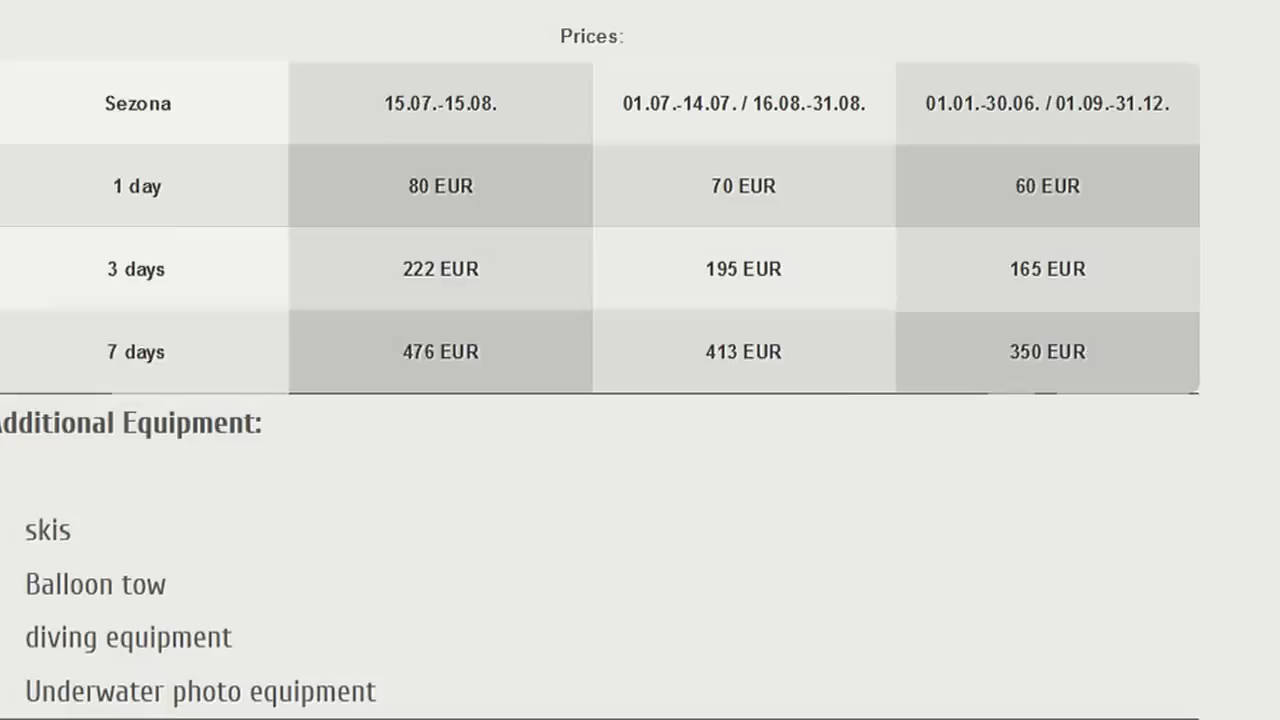 Prices:
Sezona 15.07.-15.08. 01.07.-14.07. / 16.08.-31.08. 01.01.-30.06. / 01.09.-31.12.
1 day 80 EUR 70 EUR 60 EUR
3 days 222 EUR 195 EUR 165 EUR
7 days 476 EUR 413 EUR 350 EUR
Additional Equipment:
skis
Balloon tow
diving equipment
Underwater photo equipment